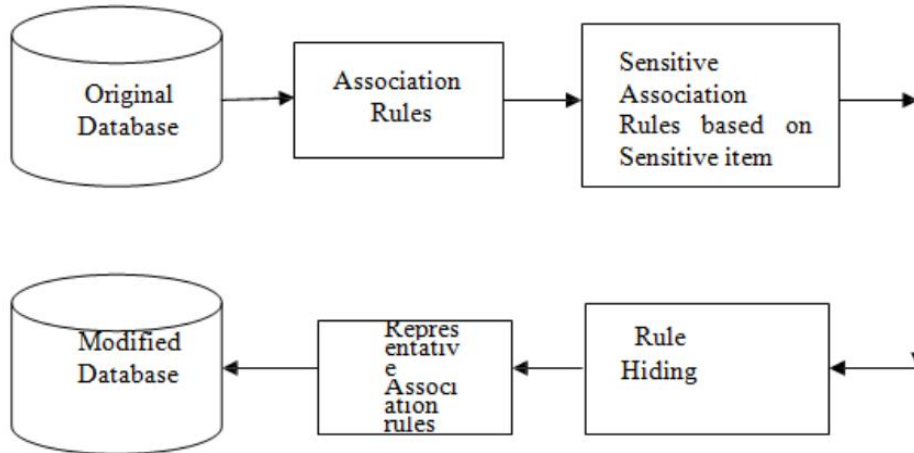 Original
Database
Association
Rules
Sensitive
Association
Rules based on
Sensitive item
Modified
Database
Repres
entativ
e
Associ
ation
rules
Rule
Hiding